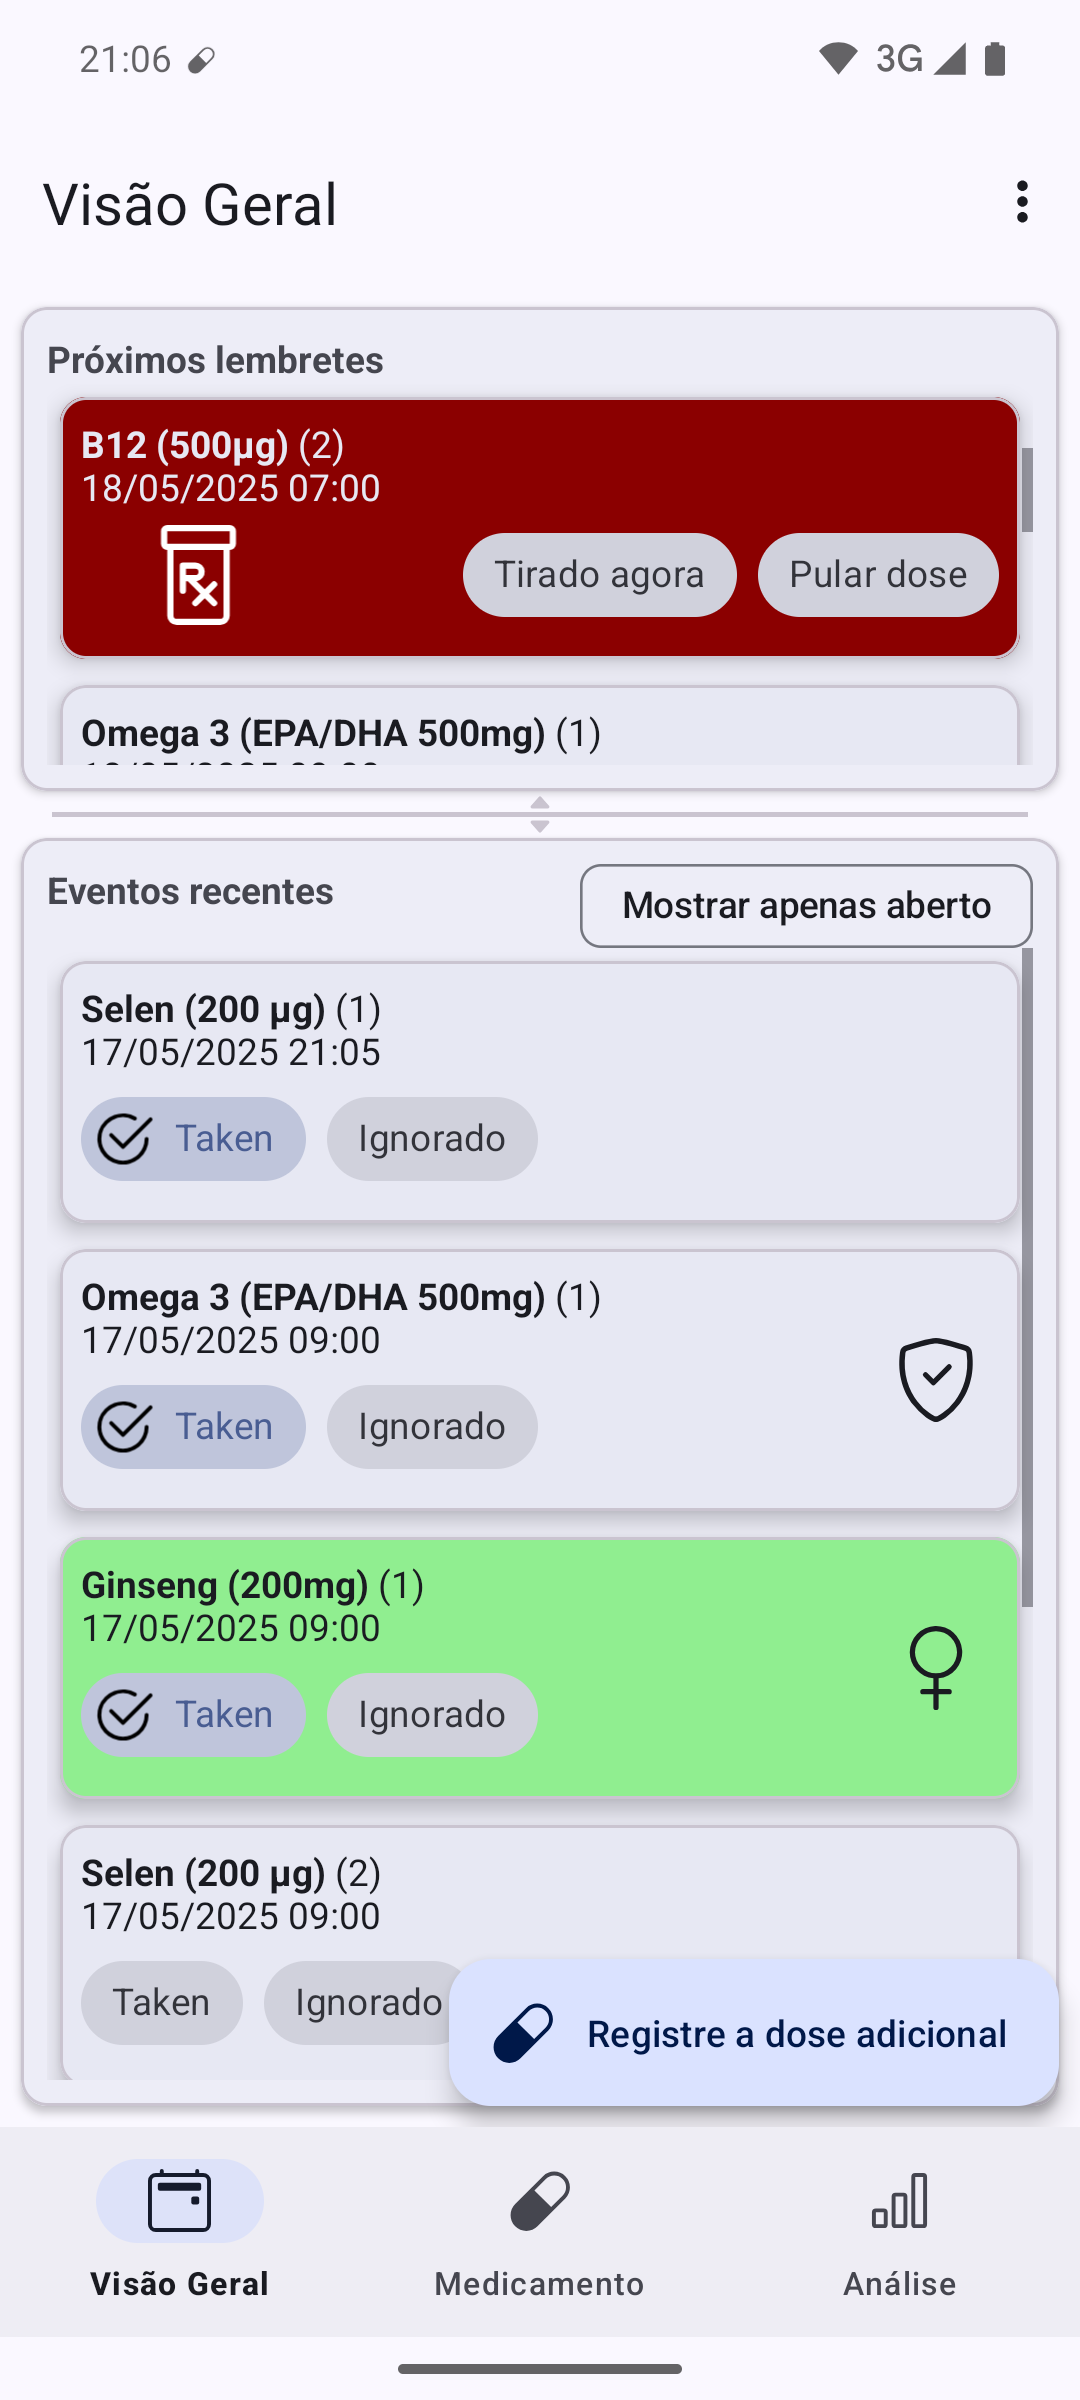 21:06
3G
Visão Geral
Próximos lembretes
B12 (500µg) (2)
18/05/2025 07:00
Rx
Tirado agora
Pular dose
Omega 3 (EPA/DHA 500mg) (1)
Eventos recentes
Mostrar apenas aberto
Selen (200 µg) (1)
17/05/2025 21:05
Taken
Ignorado
Omega 3 (EPA/DHA 500mg) (1)
17/05/2025 09:00
Taken
Ignorado
Ginseng (200mg) (1)
17/05/2025 09:00
Taken
Ignorado
Selen (200 µg) (2)
17/05/2025 09:00
Taken
Ignorado
Registre a dose adicional
Visão Geral
Medicamento
Análise